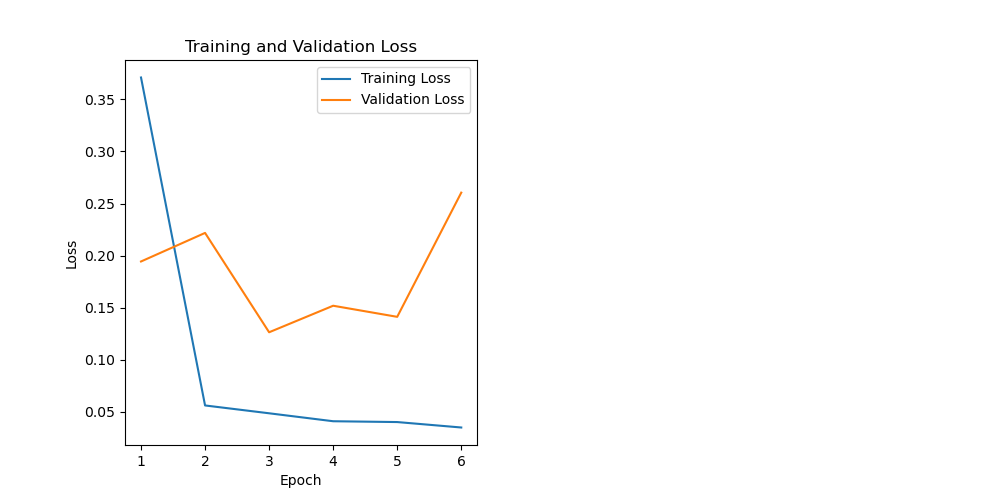 Training and Validation Loss
Training Loss
Validation Loss
0.35
0.30
0.25
0.20
0.15
0.10
0.05
Loss
1 2 3 4 5 6
Epoch